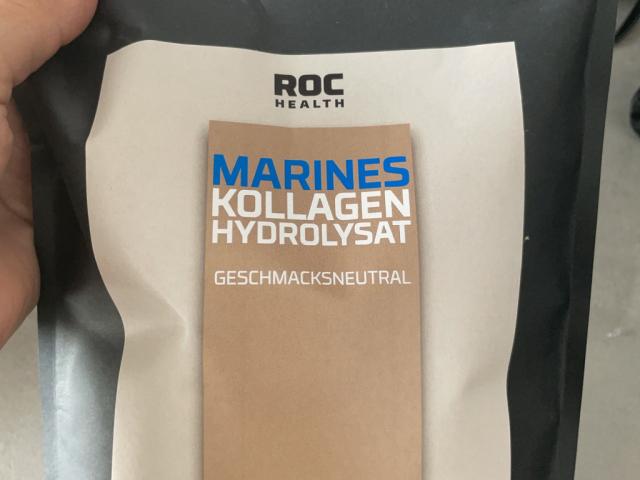 ROC
HEALTH
MARINES
KOLLAGEN
HYDROLYSAT
GESCHMACKSNEUTRAL